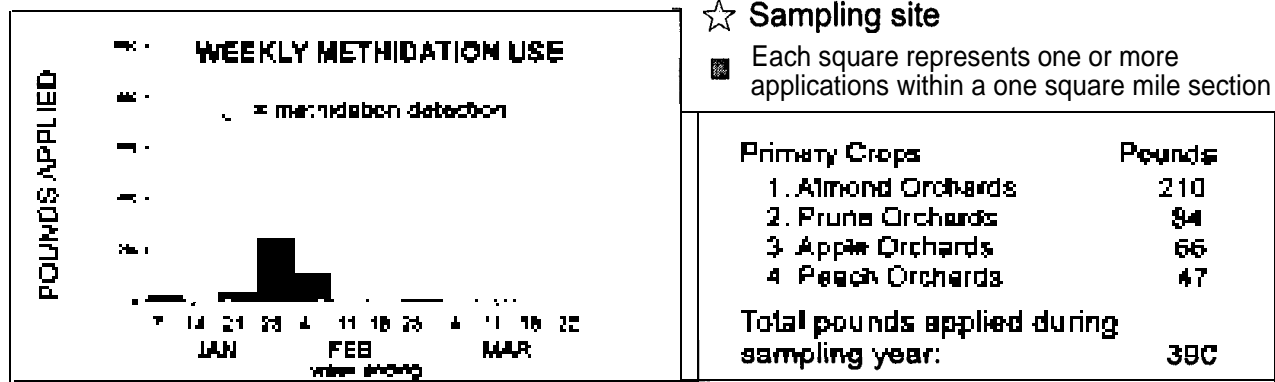 ☆ Sampling site
Each square represents one or more
applications within a one square mile section
WEEKLY METHIDATION USE
= methidation detection
POUNDS APPLIED
7 14 21 28 4 11 18 25 4 11 18 25
JAN FEB MAR
week ending
Primary Crops Pounds
1. Almond Orchards 210
2. Prune Orchards
3 Apple Orchards 66
4 Peach Orchards 47
Total pounds applied during
sampling year: